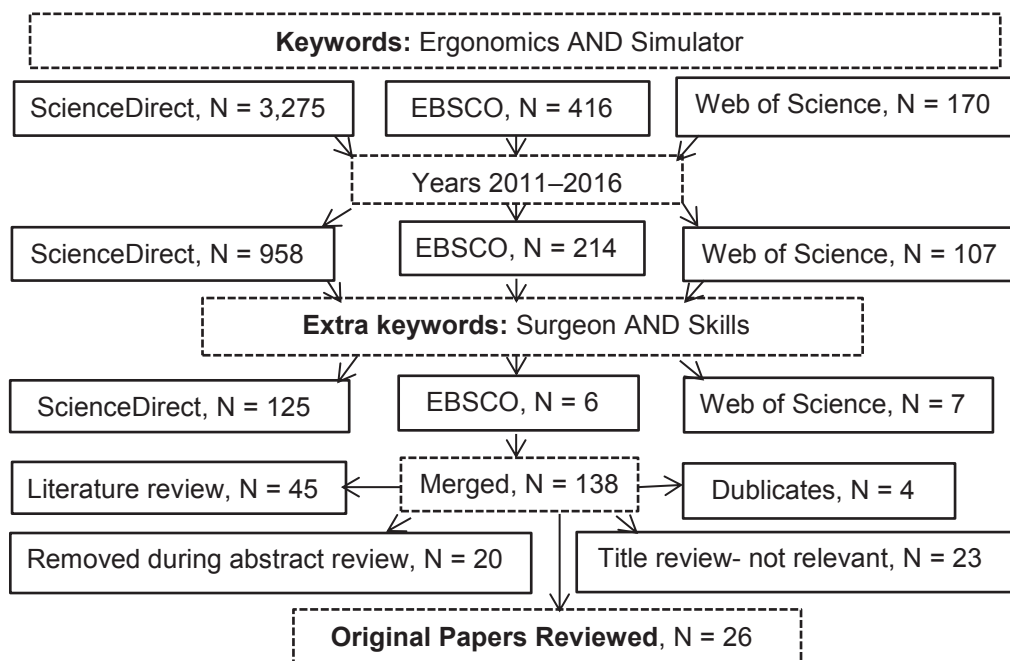 Keywords: Ergonomics AND Simulator
ScienceDirect, N = 3,275
EBSCO, N = 416
Web of Science, N = 170
Years 2011–2016
ScienceDirect, N = 958
EBSCO, N = 214
Web of Science, N = 107
Extra keywords: Surgeon AND Skills
ScienceDirect, N = 125
EBSCO, N = 6
Web of Science, N = 7
Literature review, N = 45
Merged, N = 138
Dublicates, N = 4
Removed during abstract review, N = 20
Title review- not relevant, N = 23
Original Papers Reviewed, N = 26